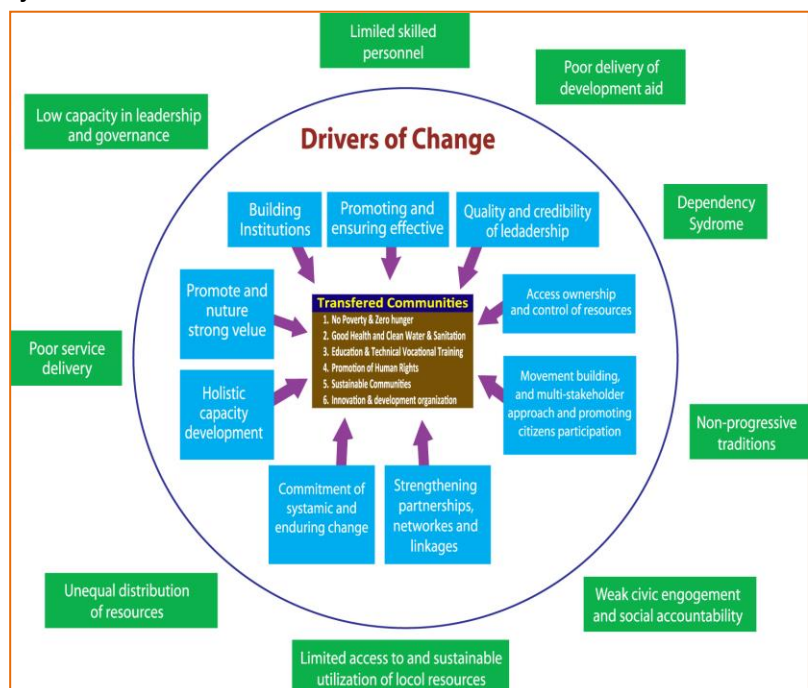 Limiled skilled
personnel
Poor delivery of
development aid
Low capacity in leadership
and governance
Drivers of Change
Dependency
Sydrome
Building
Institutions
Promoting and
ensuring effective
Quality and credibility
of ledadership
Promote and
nuture
strong velue
Transfered Communities
1. No Poverty & Zero hunger
2. Good Health and Clean Water & Sanitation
3. Education & Technical Vocational Training
4. Promotion of Human Rights
5. Sustainable Communities
6. Innovation & development organization
Access ownership
and control of resources
Poor service
delivery
Holistic
capacity
development
Movement building,
and multi-stakeholder
approach and promoting
citizens participation
Non-progressive
traditions
Commitment of
systamic and
enduring change
Strengthening
partnerships,
networkes and
linkages
Unequal distribution
of resources
Weak civic engogement
and social accountability
Limited access to and sustainable
utilization of locol resources